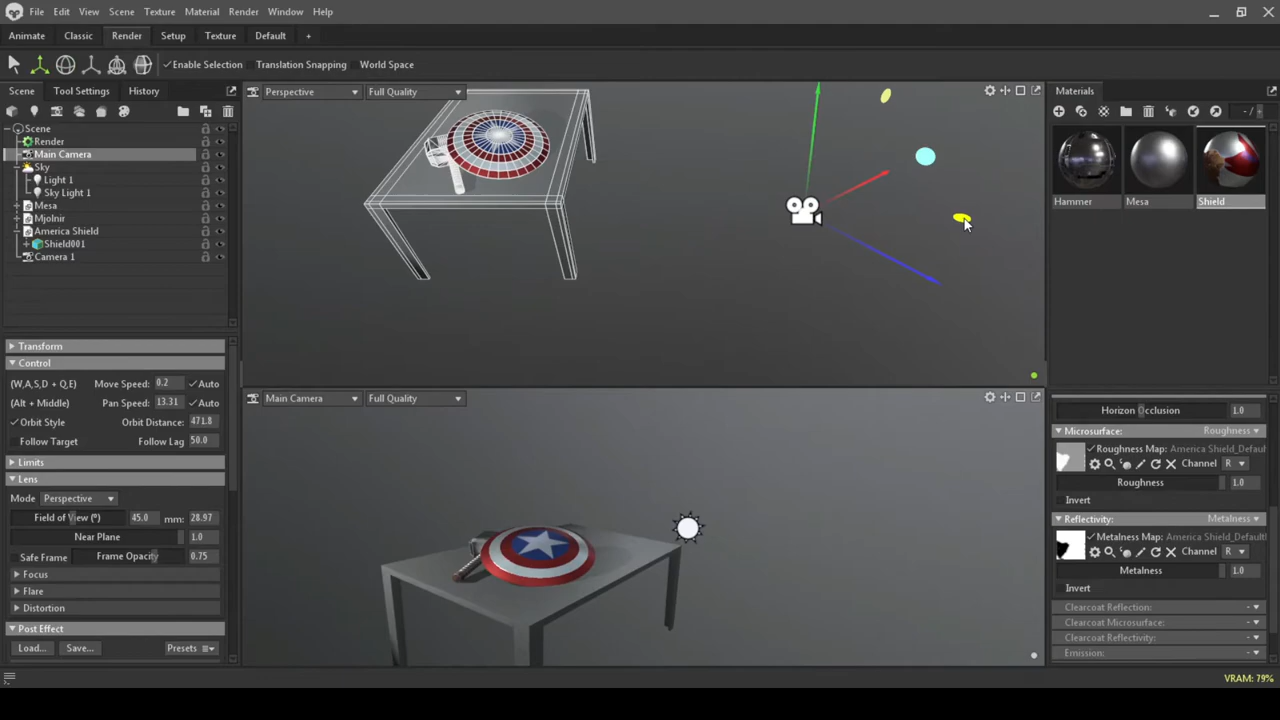 File Edit View Scene Texture Material Render Window Help
Animate Classic Render Setup Texture Default +
Enable Selection Translation Snapping World Space
Scene Tool Settings History
Scene
Render
Main Camera
Sky
Light 1
Sky Light 1
Mesa
Mjolnir
America Shield
Shield001
Camera 1
Transform
Control
(W,A,S,D + Q,E) Move Speed: 0.2 Auto
(Alt + Middle) Pan Speed: 13.31 Auto
Orbit Style Orbit Distance: 471.8
Follow Target Follow Lag 50.0
Limits
Lens
Mode Perspective
Field of View (°) 45.0 mm: 28.97
Near Plane 1.0
Safe Frame Frame Opacity 0.75
Focus
Flare
Distortion
Post Effect
Load... Save... Presets
Perspective Full Quality
Main Camera Full Quality
Materials
Hammer Mesa Shield
Horizon Occlusion 1.0
Microsurface: Roughness
Roughness Map: America Shield_Defaul
Channel R
Roughness 1.0
Invert
Reflectivity: Metalness
Metalness Map: America Shield_Default
Channel R
Metalness 1.0
Invert
Clearcoat Reflection: -
Clearcoat Microsurface: -
Clearcoat Reflectivity: -
Emission: -
VRAM: 79%